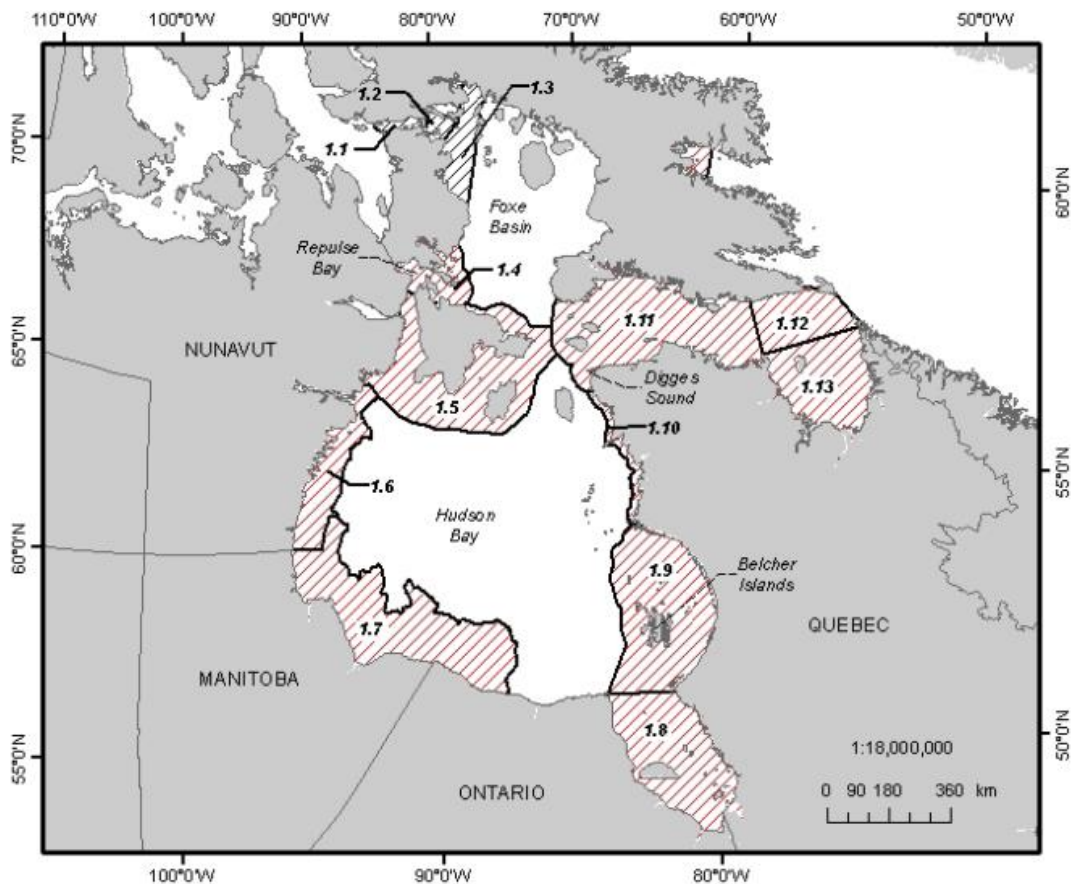 110°0'W 100°0'W 90°0'W 80°0'W 70°0'W 60°0'W 50°0'W
1.2
1.3
1.1
70°0'N
60°0'N
Foxe
Basin
Repulse
Bay
1.4
1.11
1.12
65°0'N
NUNAVUT
Digges
Sound
1.13
1.5
1.10
55°0'N
1.6
Hudson
Bay
60°0'N
1.9
Belcher
Islands
1.7
QUEBEC
MANITOBA
1.8
50°0'N
55°0'N
1:18,000,000
ONTARIO
0 90 180 360 km
100°0'W 90°0'W 80°0'W